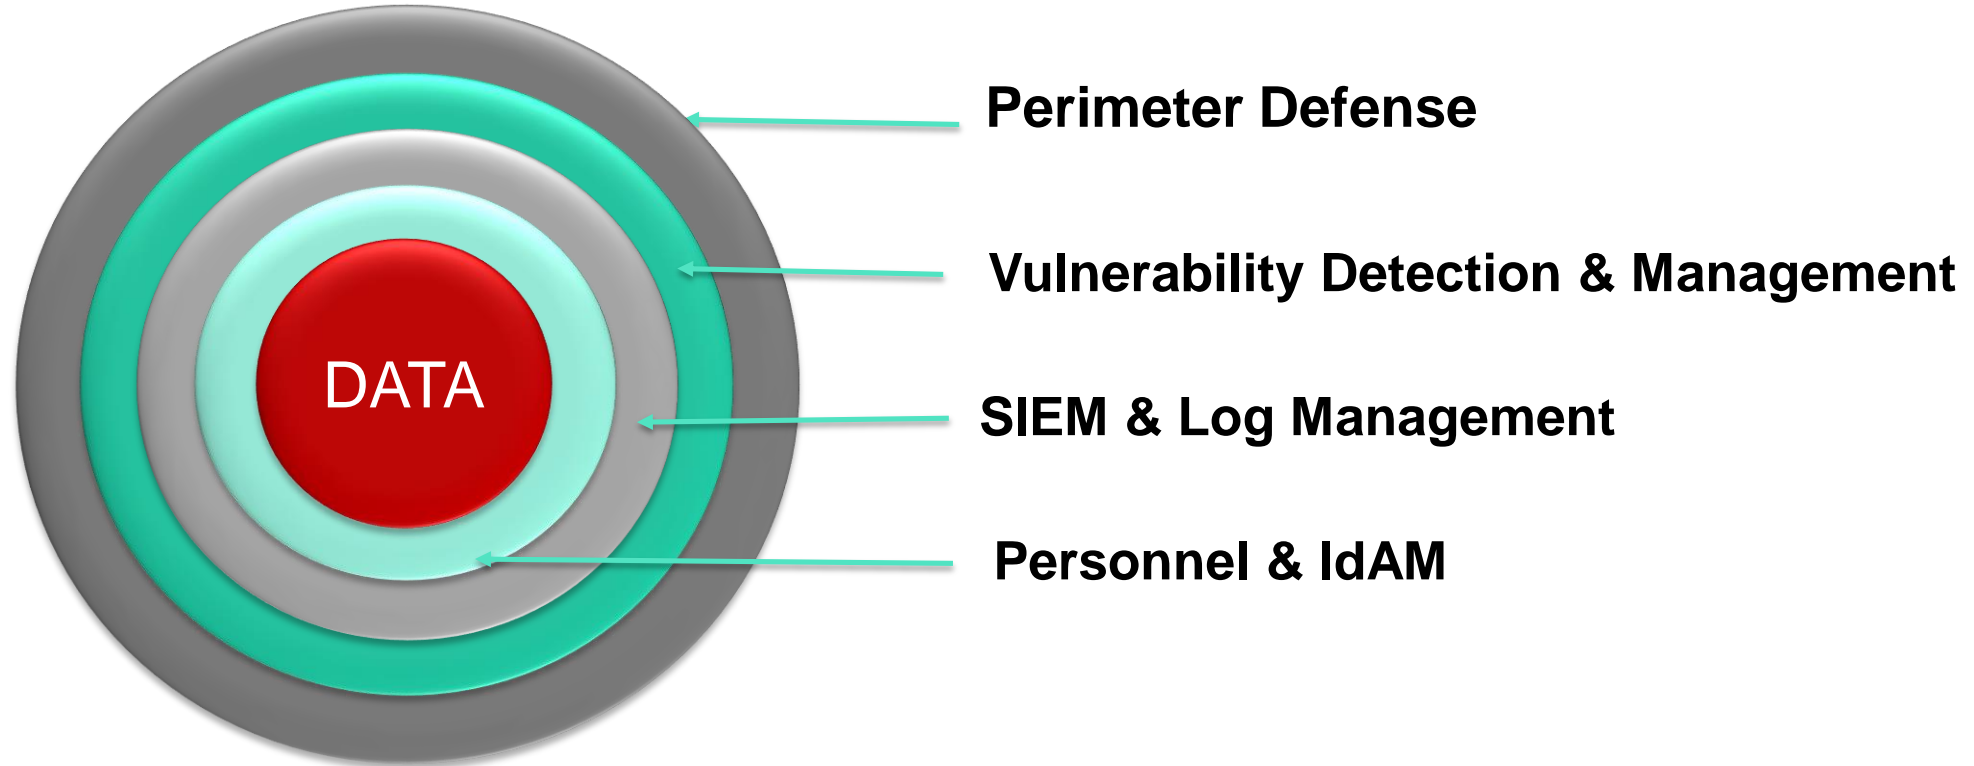 Perimeter Defense
Vulnerability Detection & Management
DATA
SIEM & Log Management
Personnel & IdAM